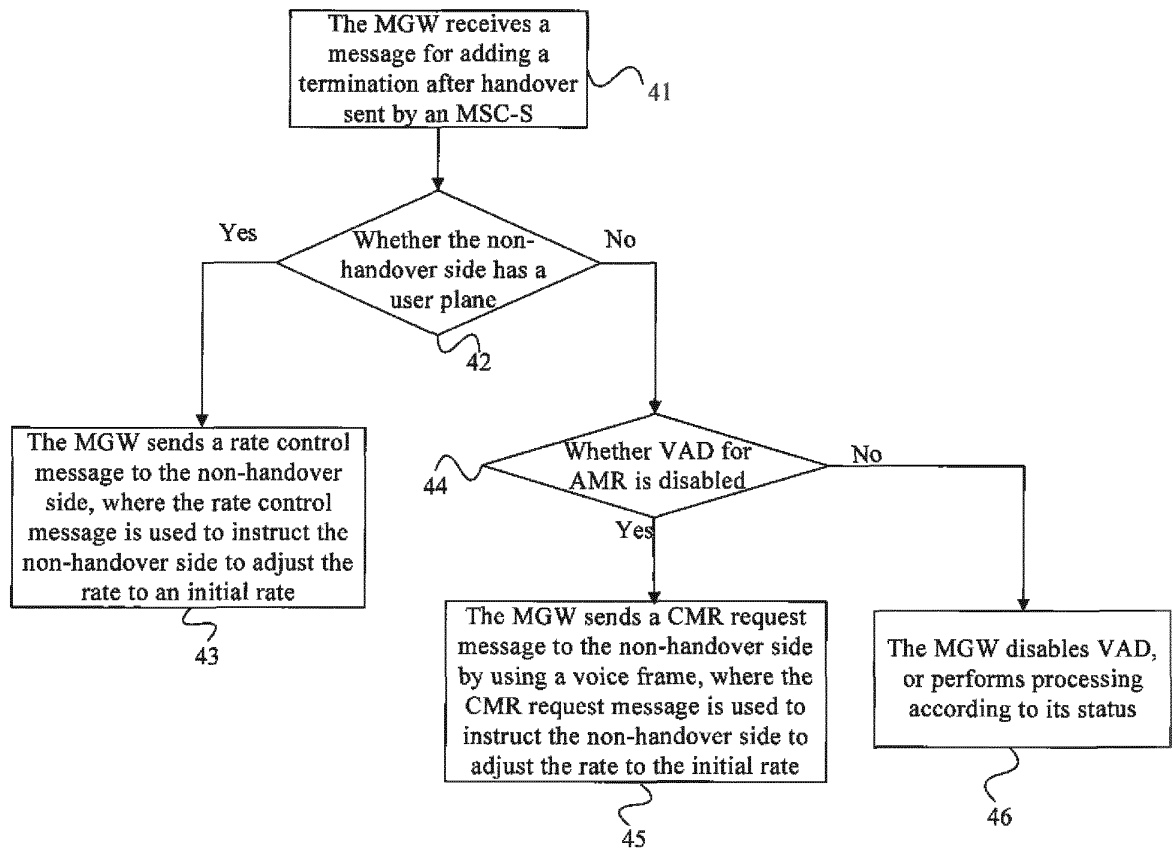 The MGW receives a
message for adding a
termination after handover
sent by an MSC-S
41
Yes
Whether the non-
handover side has a
user plane
No
42
The MGW sends a rate control
message to the non-handover
side, where the rate control
message is used to instruct the
non-handover side to adjust the
rate to an initial rate
43
44
Whether VAD for
AMR is disabled
No
Yes
The MGW sends a CMR request
message to the non-handover side
by using a voice frame, where the
CMR request message is used to
instruct the non-handover side to
adjust the rate to the initial rate
45
The MGW disables VAD,
or performs processing
according to its status
46